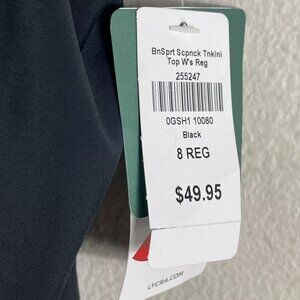 BnSprt Scpnck Tnkini
Top W's Reg
255247
0GSH1 10080
Black
8 REG
$49.95
LYCRA.COM